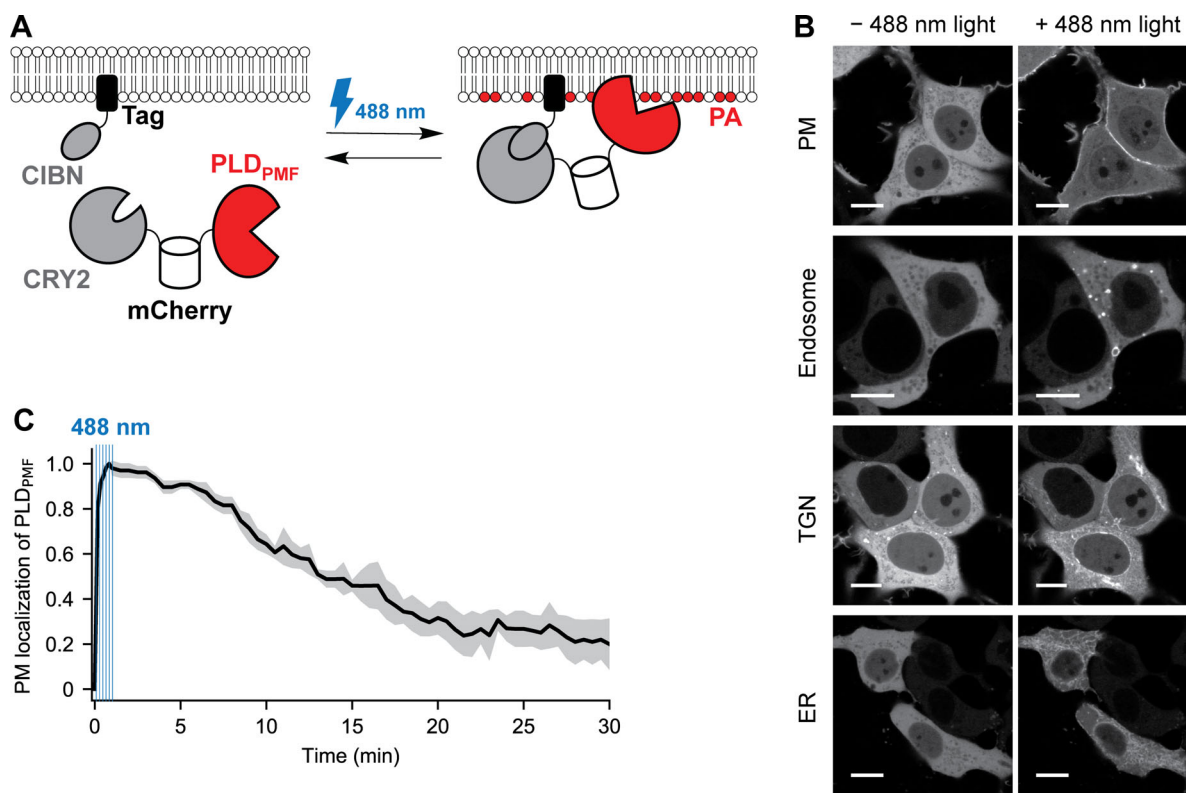 A
Tag
CIBN
PLDPMF
CRY2
mCherry
488 nm
PA
B
− 488 nm light
+ 488 nm light
PM
Endosome
TGN
ER
C
488 nm
PM localization of PLDPMF
1.0
0.8
0.6
0.4
0.2
0
0
5
10
15
20
25
30
Time (min)